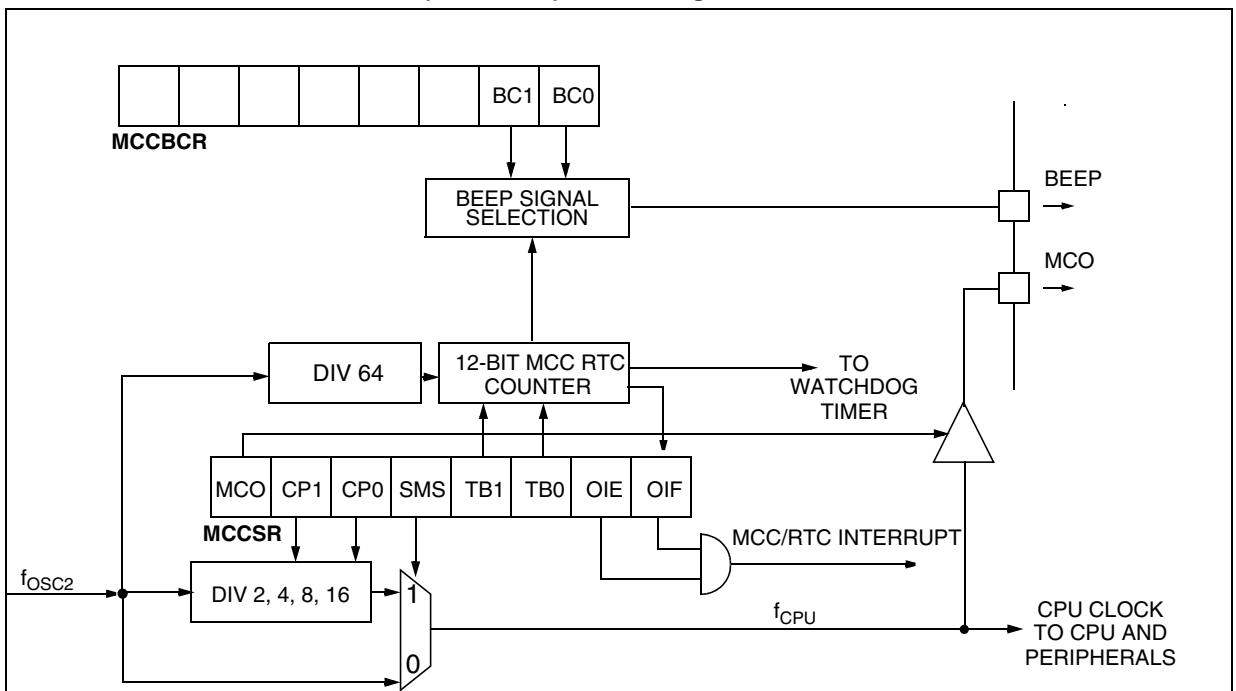 BC1 BC0
MCCBCR
BEEP SIGNAL
SELECTION
BEEP
MCO
DIV 64
12-BIT MCC RTC
COUNTER
TO
WATCHDOG
TIMER
MCO CP1 CP0 SMS TB1 TB0 OIE OIF
MCCSR
MCC/RTC INTERRUPT
fOSC2
DIV 2, 4, 8, 16
1
0
fCPU
CPU CLOCK
TO CPU AND
PERIPHERALS